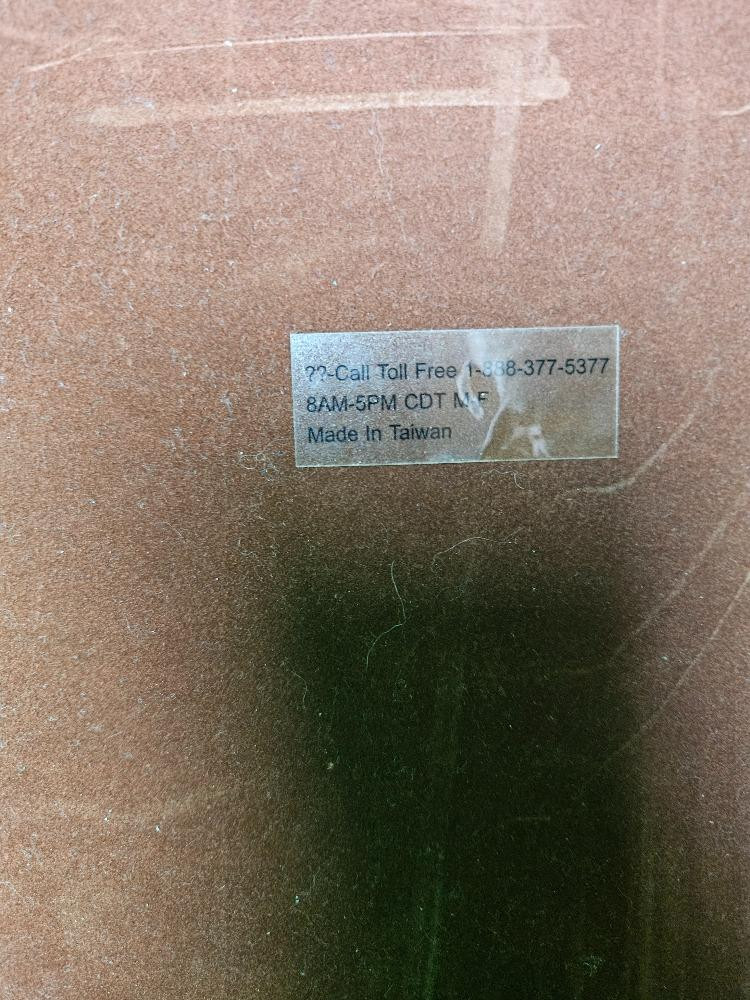 ??-Call Toll Free 1-888-377-5377
8AM-5PM CDT M-F
Made In Taiwan